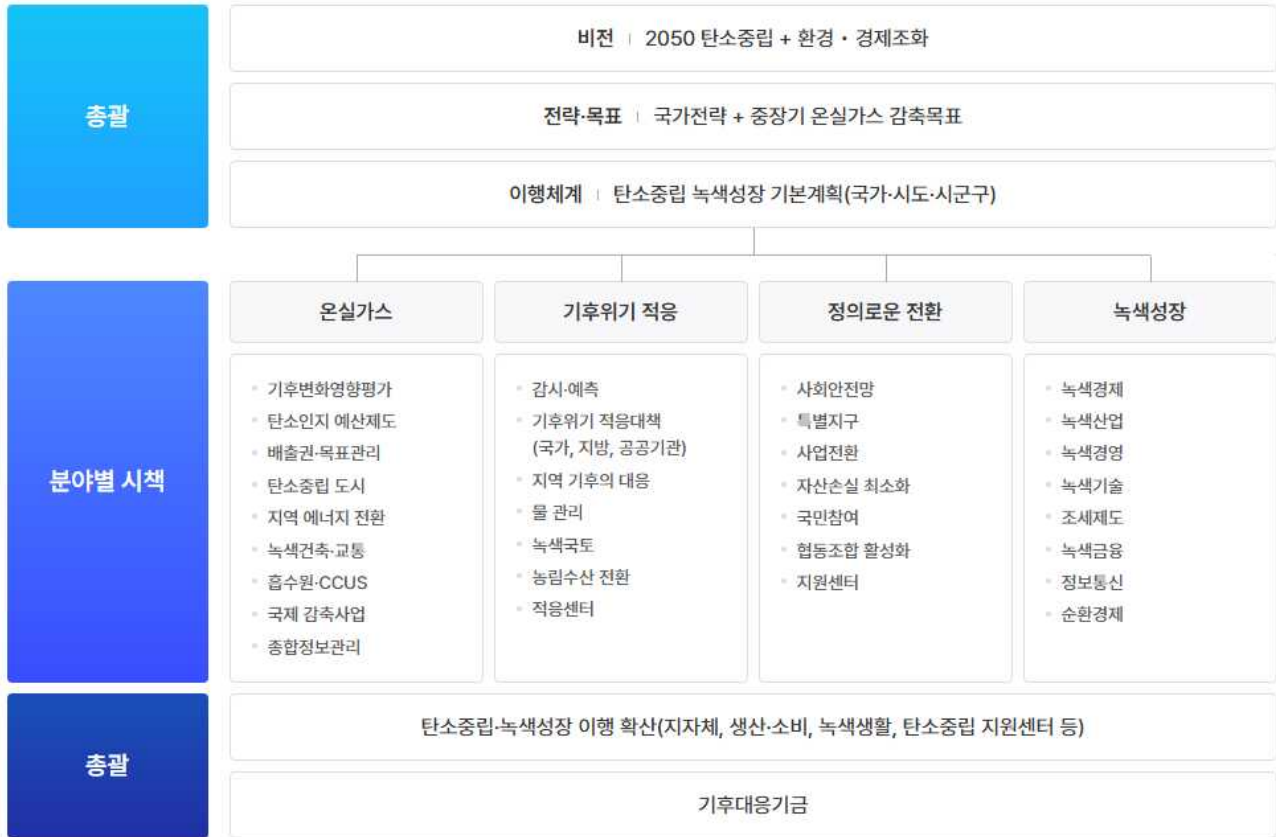 총괄
비전 | 2050 탄소중립 + 환경・경제조화
전략·목표 | 국가전략 + 중장기 온실가스 감축목표
이행체계 | 탄소중립 녹색성장 기본계획(국가·시도·시군구)
분야별 시책
온실가스
기후변화영향평가
탄소인지 예산제도
배출권·목표관리
탄소중립 도시
지역 에너지 전환
녹색건축·교통
흡수원·CCUS
국제 감축사업
종합정보관리
기후위기 적응
감시·예측
기후위기 적응대책
(국가, 지방, 공공기관)
지역 기후의 대응
물 관리
녹색국토
농림수산 전환
적응센터
정의로운 전환
사회안전망
특별지구
사업전환
자산손실 최소화
국민참여
협동조합 활성화
지원센터
녹색성장
녹색경제
녹색산업
녹색경영
녹색기술
조세제도
녹색금융
정보통신
순환경제
총괄
탄소중립·녹색성장 이행 확산(지자체, 생산·소비, 녹색생활, 탄소중립 지원센터 등)
기후대응기금